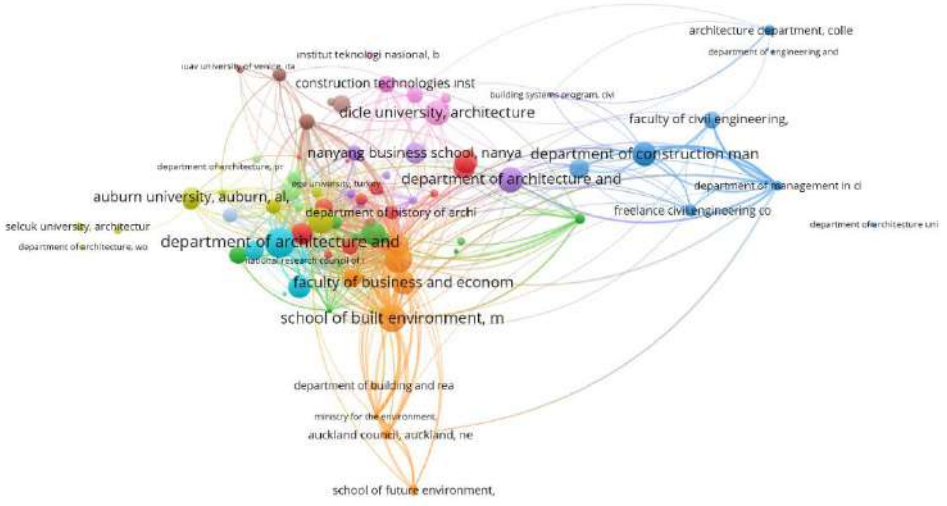 architecture department, colle
department of engineering and
institut teknologi nasional, b
iuav university of venice, ita
construction technologies inst
building systems program, civi
dicle university, architecture
faculty of civil engineering,
nanyang business school, nanya
department of construction man
department of architecture, pr
department of architecture and
ege university, turkey
department of management in ci
auburn university, auburn, al,
department of history of archi
freelance civil engineering co
selcuk university, architectur
department of architecture uni
department of architecture, wo
department of architecture and
national research council of
faculty of business and econom
school of built environment, m
department of building and rea
ministry for the environment,
auckland council, auckland, ne
school of future environment,